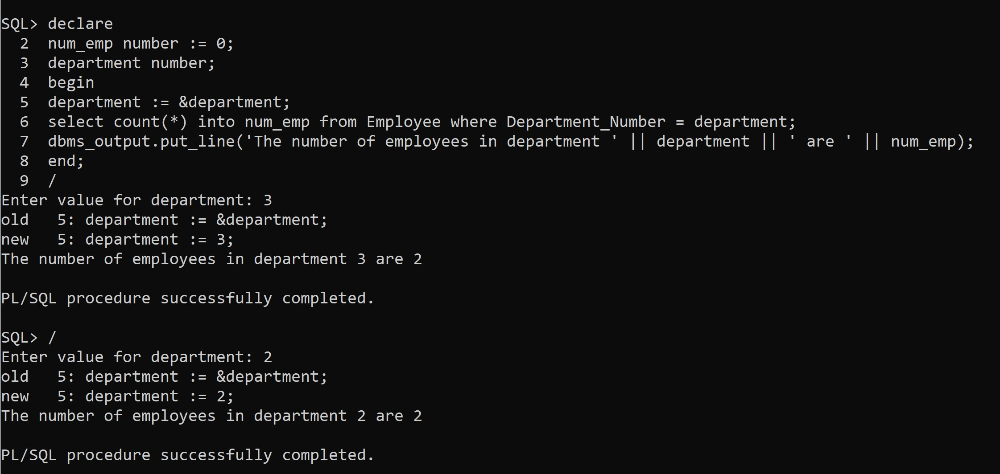 SQL> declare
  2  num_emp number := 0;
  3  department number;
  4  begin
  5  department := &department;
  6  select count(*) into num_emp from Employee where Department_Number = department;
  7  dbms_output.put_line('The number of employees in department ' || department || ' are ' || num_emp);
  8  end;
  9  /
Enter value for department: 3
old   5: department := &department;
new   5: department := 3;
The number of employees in department 3 are 2

PL/SQL procedure successfully completed.

SQL> /
Enter value for department: 2
old   5: department := &department;
new   5: department := 2;
The number of employees in department 2 are 2

PL/SQL procedure successfully completed.